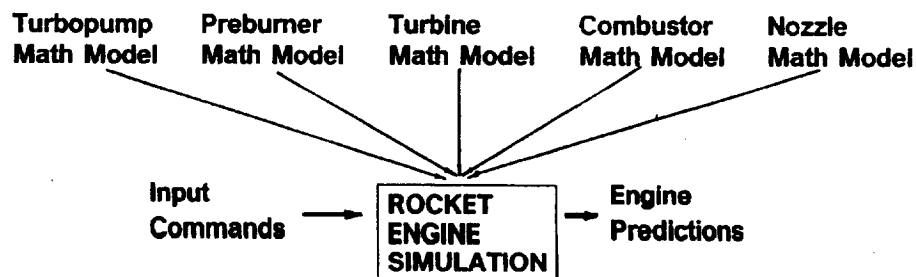 Turbopump Preburner Turbine Combustor Nozzle
Math Model Math Model Math Model Math Model Math Model
Input
Commands
ROCKET
ENGINE
SIMULATION
Engine
Predictions